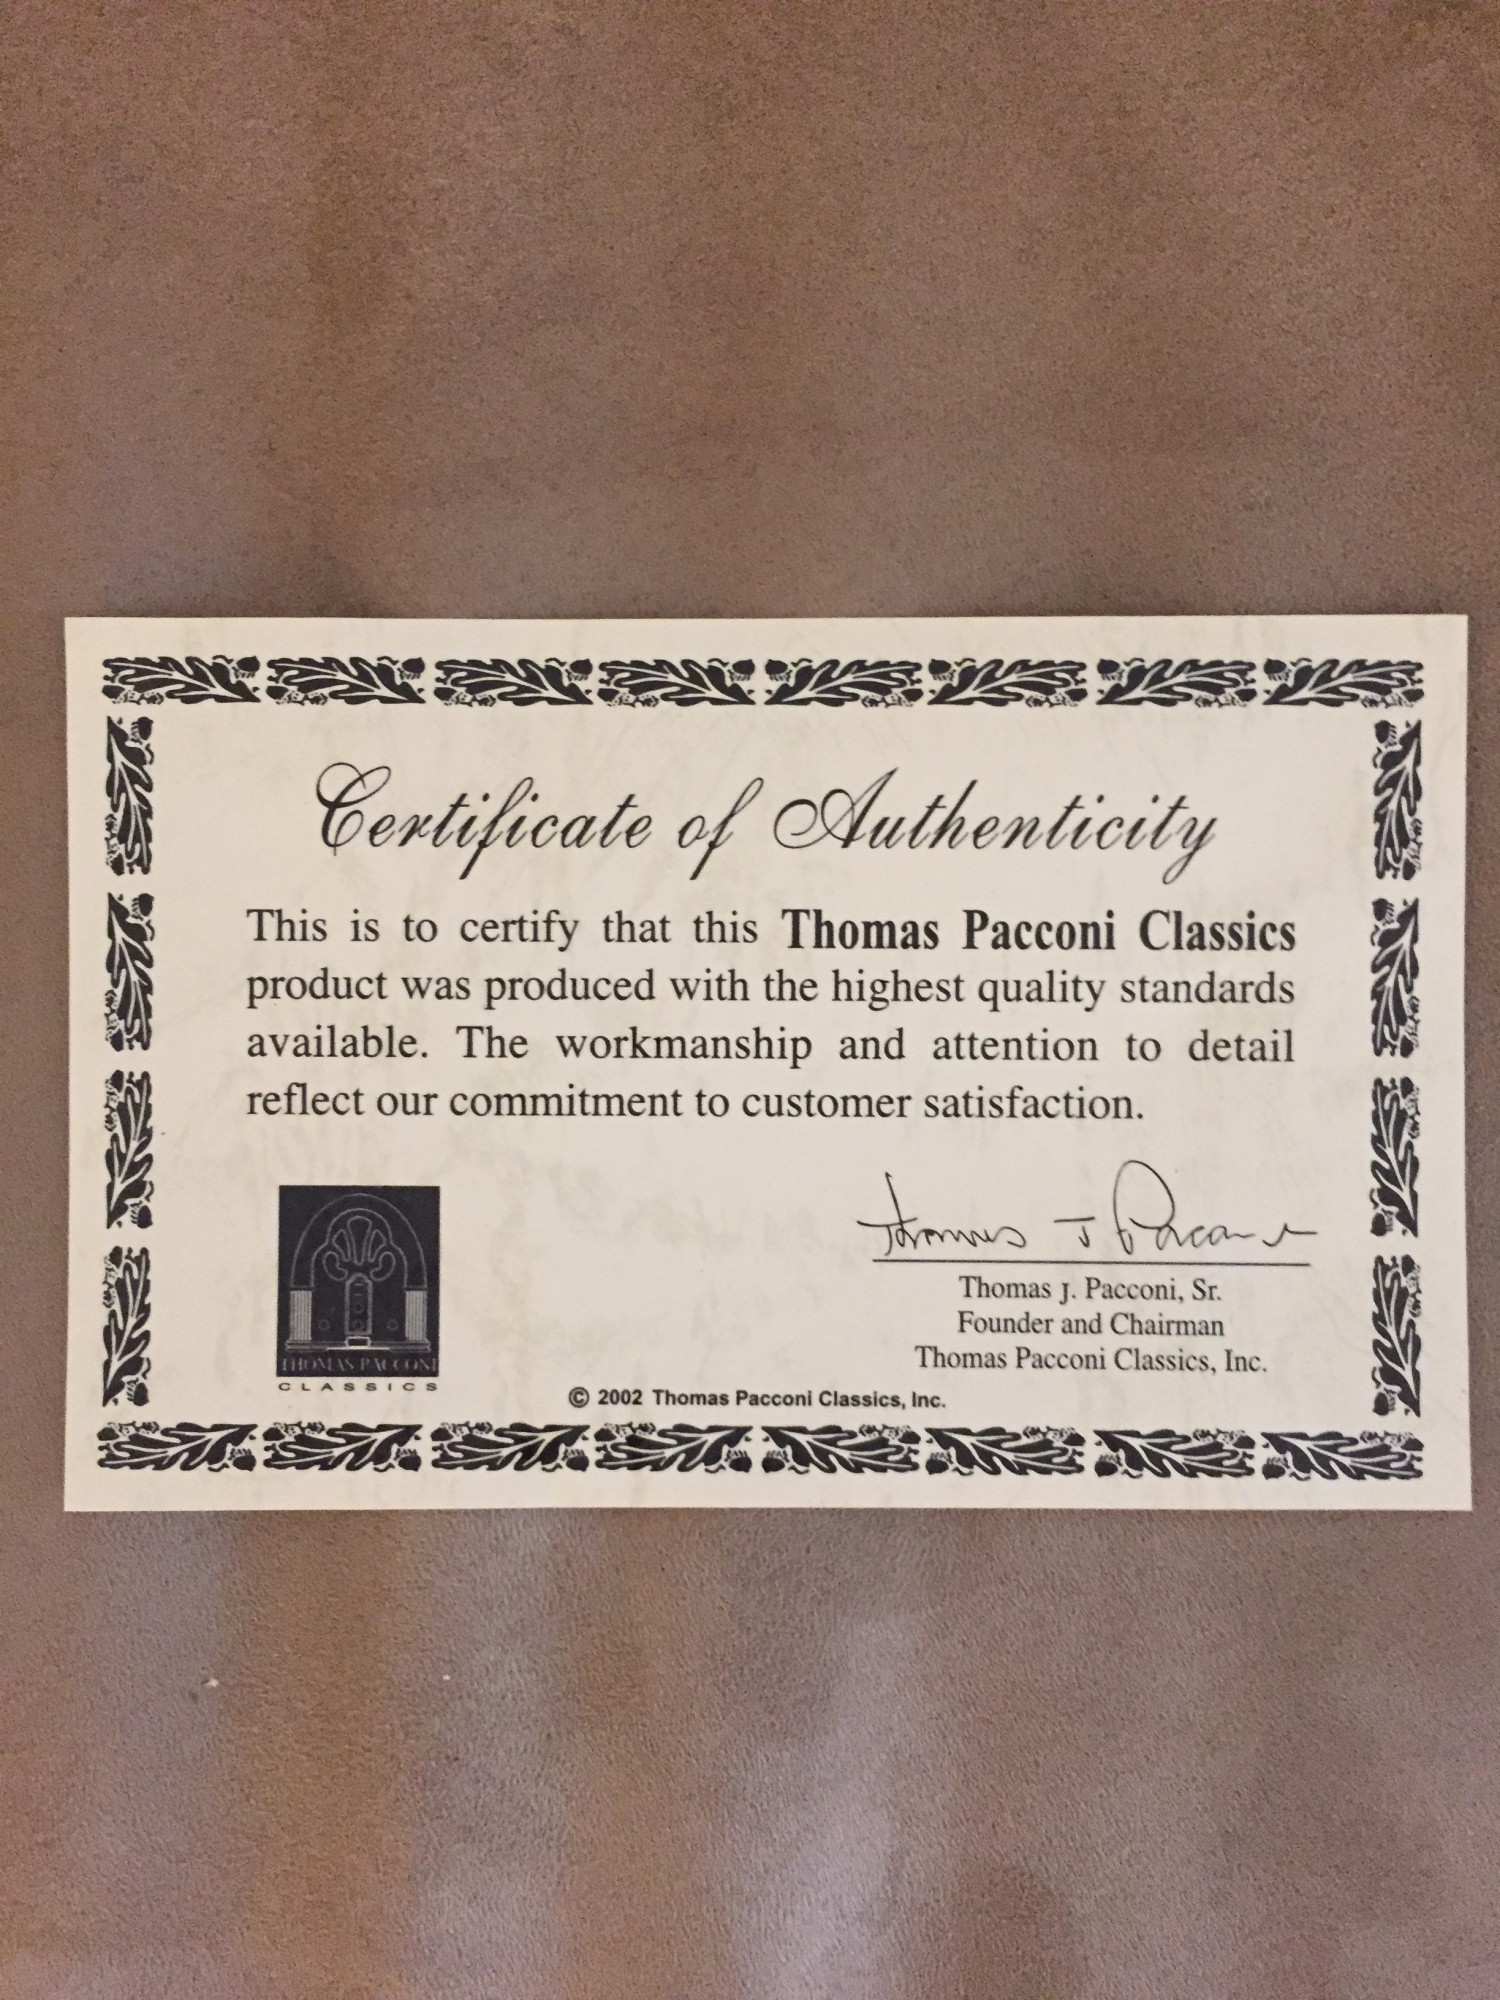 Certificate of Authenticity
This is to certify that this Thomas Pacconi Classics
product was produced with the highest quality standards
available. The workmanship and attention to detail
reflect our commitment to customer satisfaction.
Thomas J Pacconi
Thomas J. Pacconi, Sr.
Founder and Chairman
Thomas Pacconi Classics, Inc.
THOMAS PACCONI
CLASSICS
© 2002 Thomas Pacconi Classics, Inc.